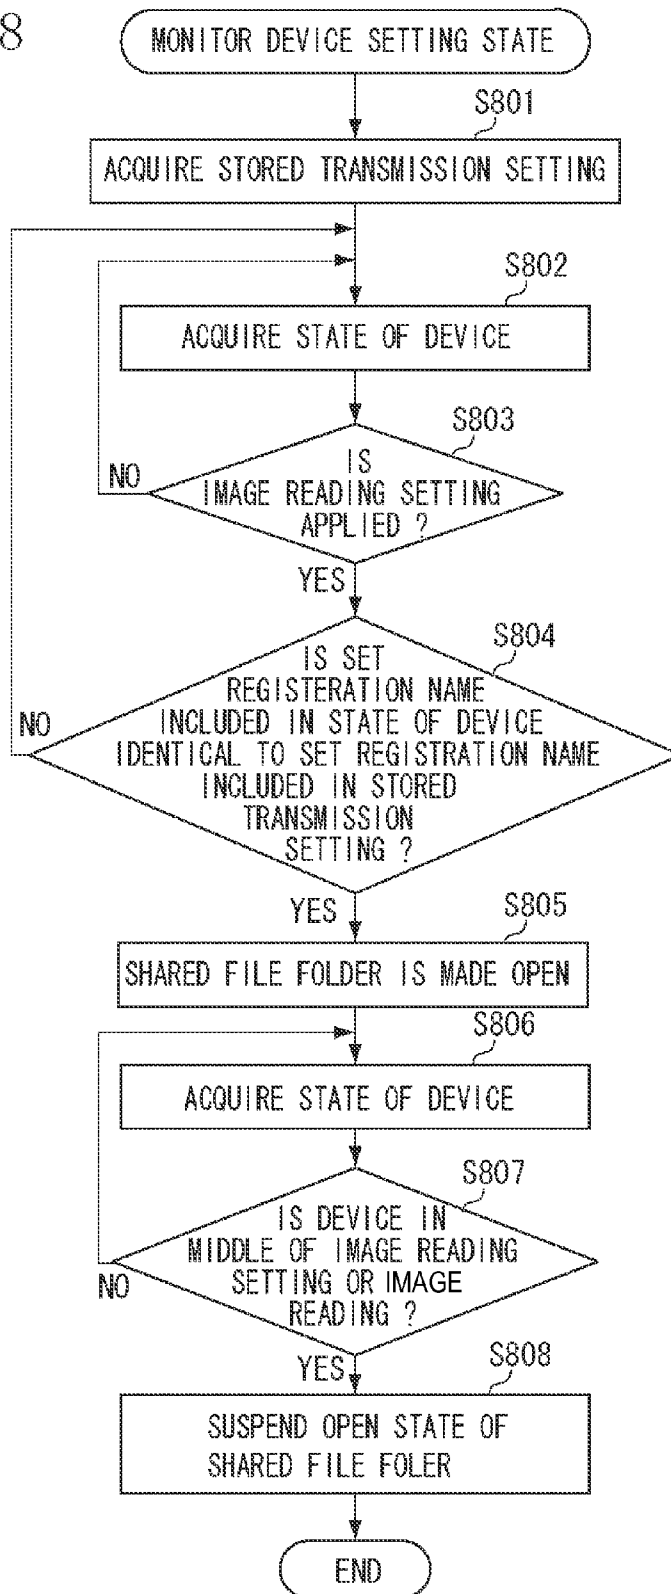 8
MONITOR DEVICE SETTING STATE
S801
ACQUIRE STORED TRANSMISSION SETTING
S802
ACQUIRE STATE OF DEVICE
S803
IS
IMAGE READING SETTING
APPLIED ?
NO
YES
S804
IS SET
REGISTERATION NAME
INCLUDED IN STATE OF DEVICE
IDENTICAL TO SET REGISTRATION NAME
INCLUDED IN STORED
TRANSMISSION
SETTING ?
NO
YES
S805
SHARED FILE FOLDER IS MADE OPEN
S806
ACQUIRE STATE OF DEVICE
S807
IS DEVICE IN
MIDDLE OF IMAGE READING
SETTING OR IMAGE
READING ?
NO
YES
S808
SUSPEND OPEN STATE OF
SHARED FILE FOLER
END